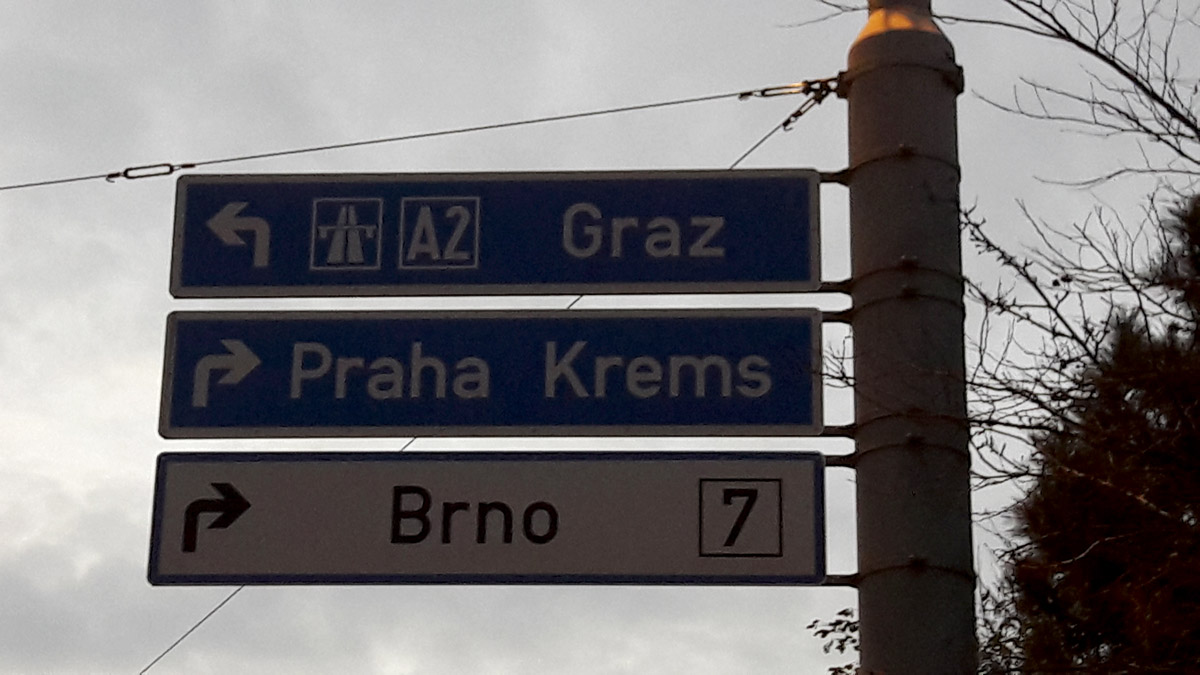 A2 Graz
Praha Krems
Brno 7